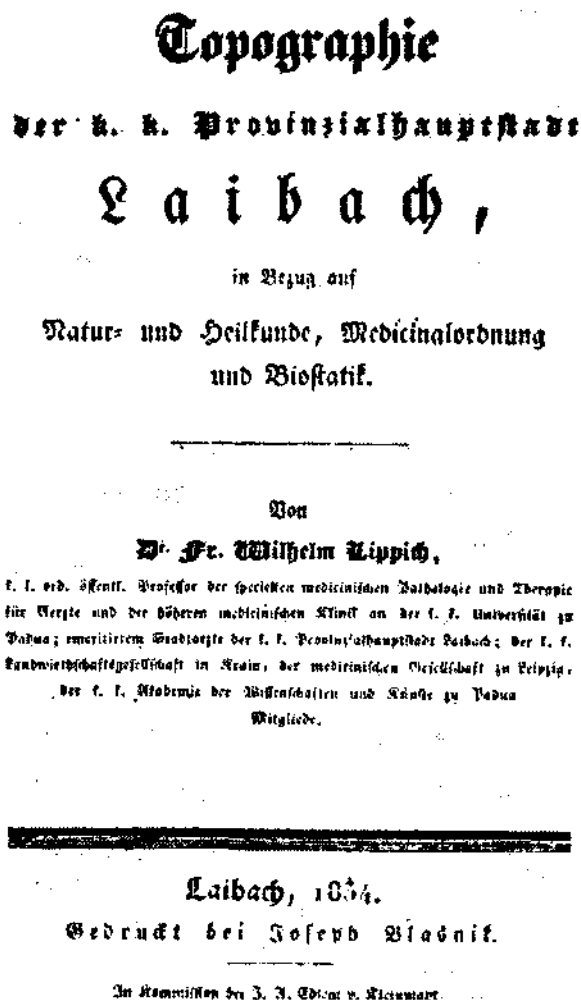 Topographie
der k. k. Provinzialhauptstadt
Laibach,
in Bezug auf
Natur- und Heilkunde, Medicinalordnung
und Biostatik.
Von
Dr. Fr. Wilhelm Lippich,
k. k. ord. öffentl. Professor der speciellen medicinischen Pathologie und Therapie
für Aerzte und der höheren medicinischen Klinik an der k. k. Universität zu
Padua; emeritirtem Stadtarzte der k. k. Provinzialhauptstadt Laibach; der k. k.
Landwirthschaftsgesellschaft in Krain, der medicinischen Gesellschaft zu Leipzig,
der k. k. Akademie der Wissenschaften und Künste zu Padua
Mitgliede.
Laibach, 1834.
Gedruckt bei Joseph Blasnik.
In Kommission bei J. A. Edlen v. Kleinmayr.